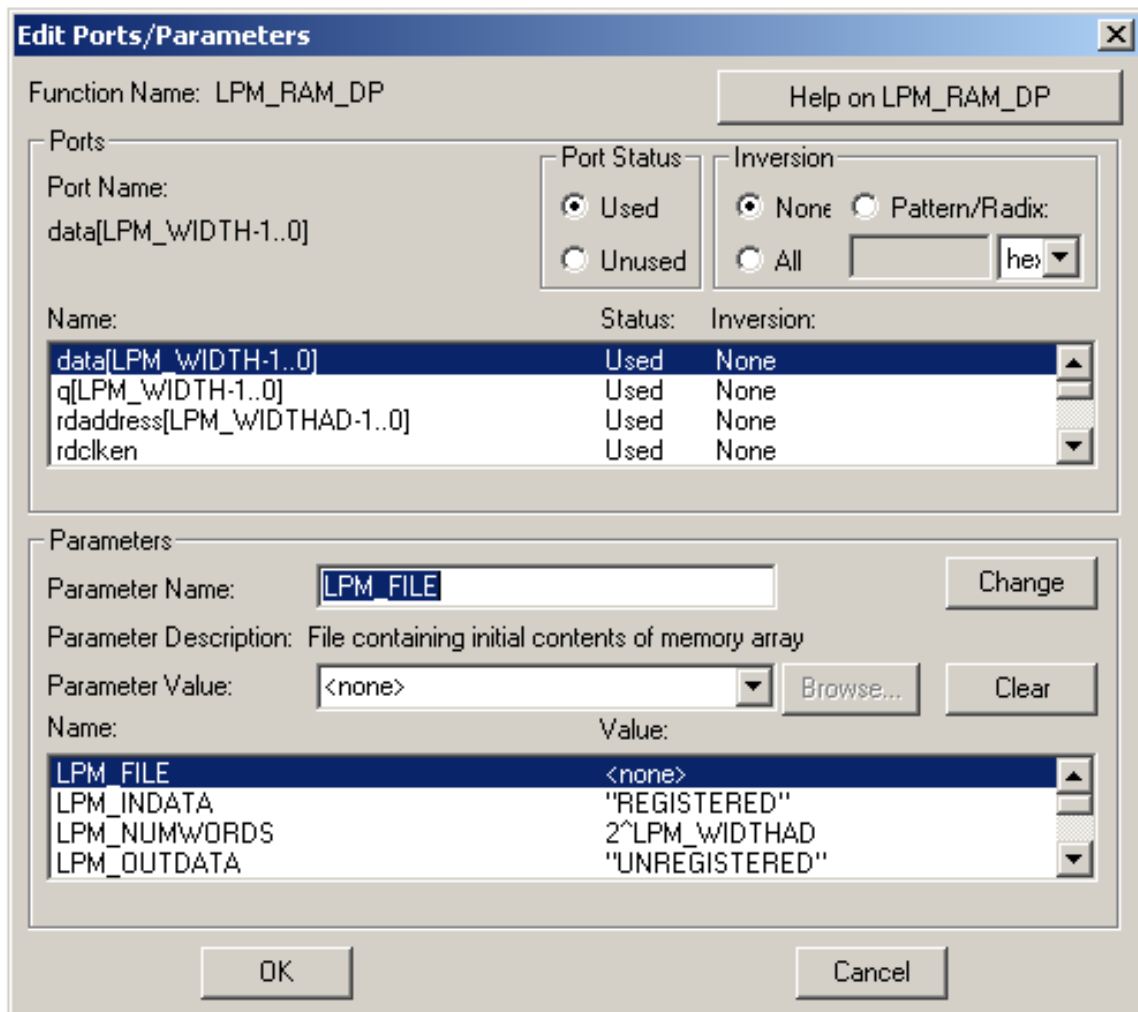 Edit Ports/Parameters
Function Name: LPM_RAM_DP
Help on LPM_RAM_DP
Ports
Port Name:
data[LPM_WIDTH-1..0]
Port Status
Used
Unused
Inversion
None Pattern/Radix:
All hex
Name: Status: Inversion:
data[LPM_WIDTH-1..0] Used None
q[LPM_WIDTH-1..0] Used None
rdaddress[LPM_WIDTHAD-1..0] Used None
rdclken Used None
Parameters
Parameter Name: LPM_FILE Change
Parameter Description: File containing initial contents of memory array
Parameter Value: <none> Browse... Clear
Name: Value:
LPM_FILE <none>
LPM_INDATA "REGISTERED"
LPM_NUMWORDS 2^LPM_WIDTHAD
LPM_OUTDATA "UNREGISTERED"
OK Cancel